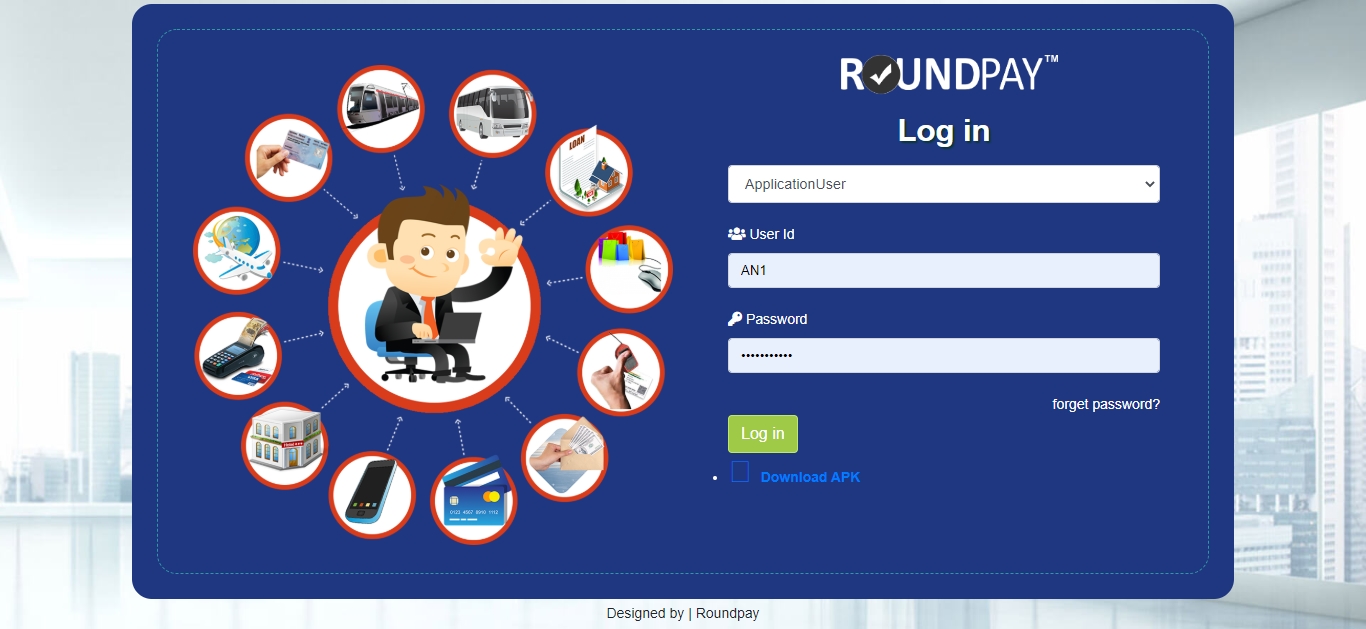 ROUNDPAY™
Log in
ApplicationUser
User Id
AN1
Password
•••••••••••
forget password?
Log in
Download APK
LOAN
0123 4567 8910 1112
Designed by | Roundpay